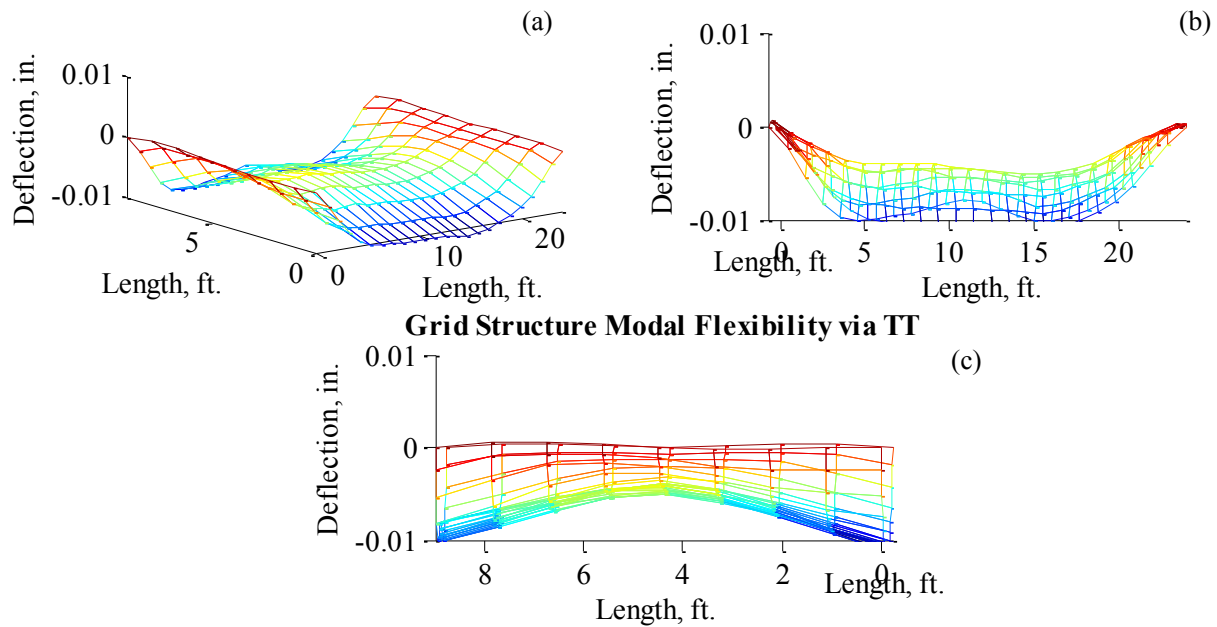 (a)
Deflection, in.
0.01
0
-0.01
5
0
0
10
20
Length, ft.
Length, ft.
(b)
Deflection, in.
0.01
0
-0.01
0
5
10
15
20
Length, ft.
Length, ft.
Grid Structure Modal Flexibility via TT
(c)
Deflection, in.
0.01
0
-0.01
8
6
4
2
0
Length, ft.
Length, ft.